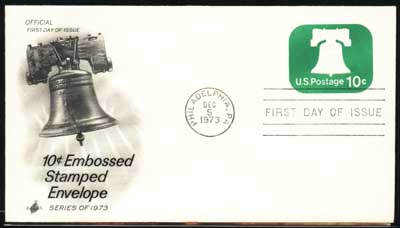 OFFICIAL
FIRST DAY OF ISSUE
10¢ Embossed
Stamped
Envelope
SERIES OF 1973
PHILADELPHIA, PA
DEC
5
1973
U.S. Postage 10c
FIRST DAY OF ISSUE